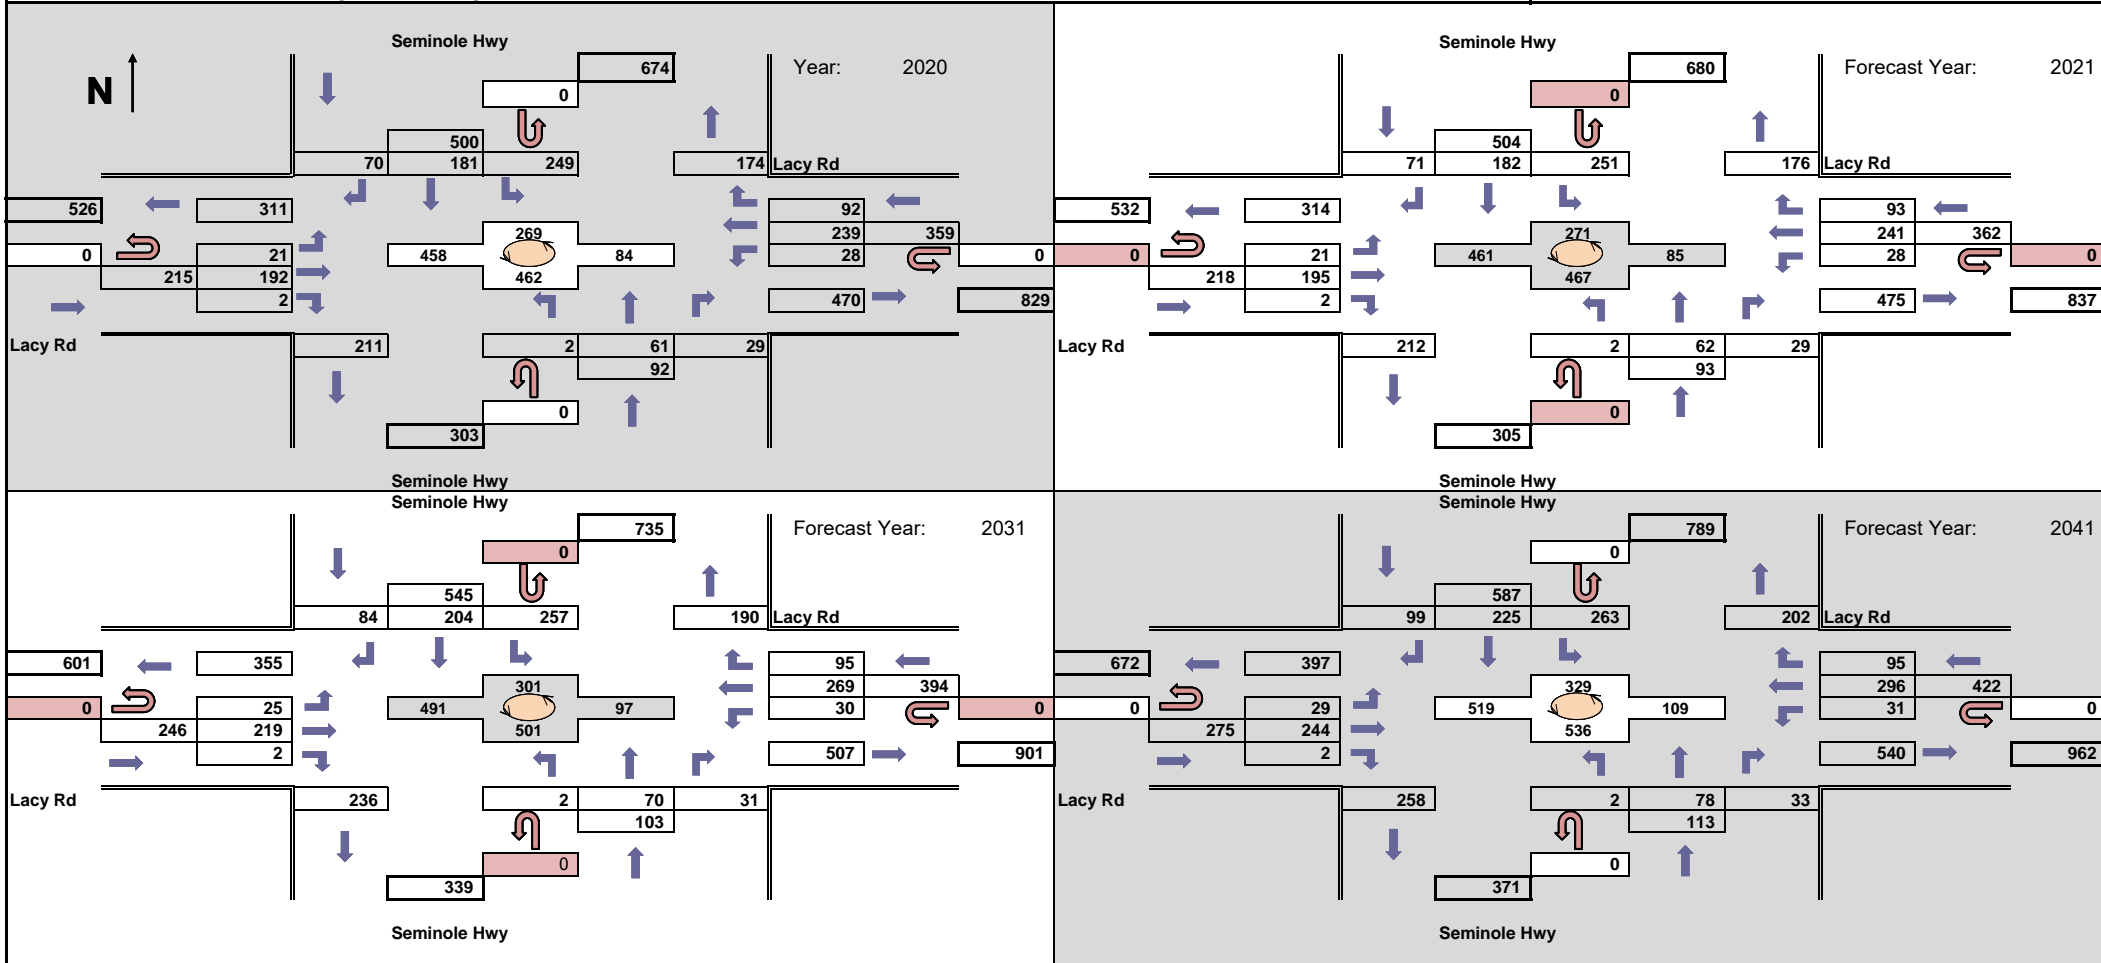 Seminole Hwy
674
Year: 2020
N
0
500
70 181 249
174 Lacy Rd
526 311
92
269
239 359
458 84
0 21
28 0
215 192
462
2
470 829
Lacy Rd
211
2 61 29
92
0
303
Seminole Hwy
Seminole Hwy
680
Forecast Year: 2021
0
504
71 182 251
176 Lacy Rd
532 314
93
271
241 362
461 85
0 21
28 0
218 195
467
2
475 837
Lacy Rd
212
2 62 29
93
0
305
Seminole Hwy
Seminole Hwy
735
Forecast Year: 2031
0
545
84 204 257
190 Lacy Rd
601 355
95
301
269 394
491 97
0 25
30 0
246 219
501
2
507 901
Lacy Rd
236
2 70 31
103
0
339
Seminole Hwy
Seminole Hwy
789
Forecast Year: 2041
0
587
99 225 263
202 Lacy Rd
672 397
95
329
296 422
519 109
0 29
31 0
275 244
536
2
540 962
Lacy Rd
258
2 78 33
113
0
371
Seminole Hwy